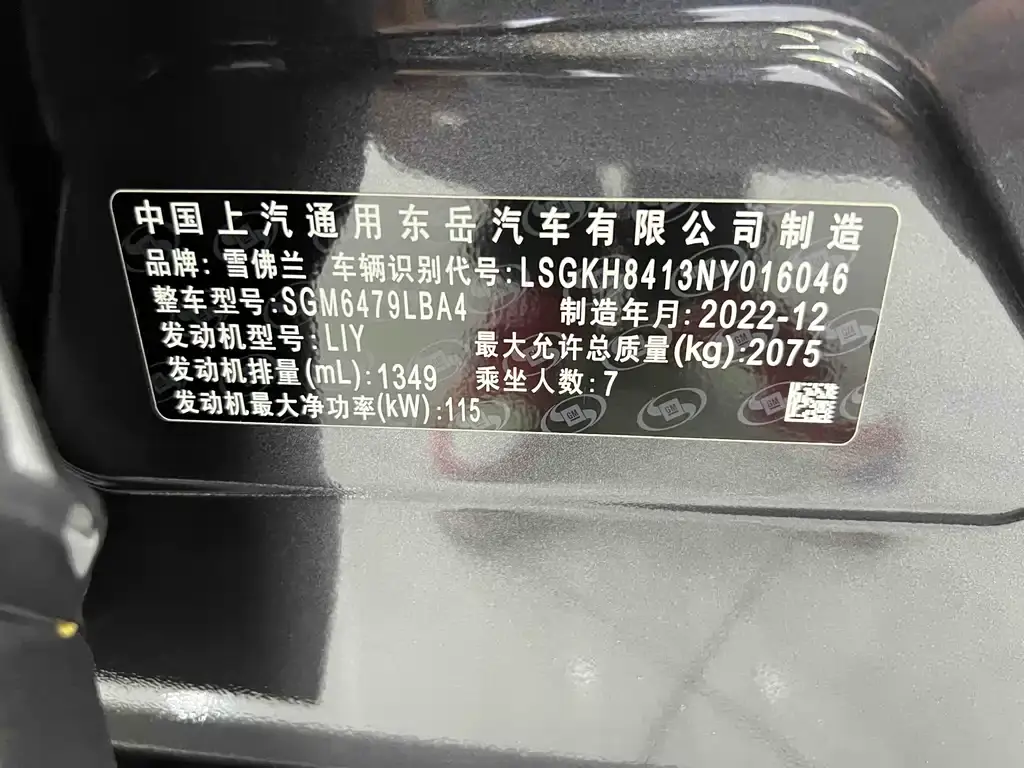 中国上汽通用东岳汽车有限公司制造
品牌:雪佛兰 车辆识别代号:LSGKH8413NY016046
整车型号:SGM6479LBA4 制造年月:2022-12
发动机型号:LIY 最大允许总质量(kg):2075
发动机排量(mL):1349 乘坐人数:7
发动机最大净功率(kW):115